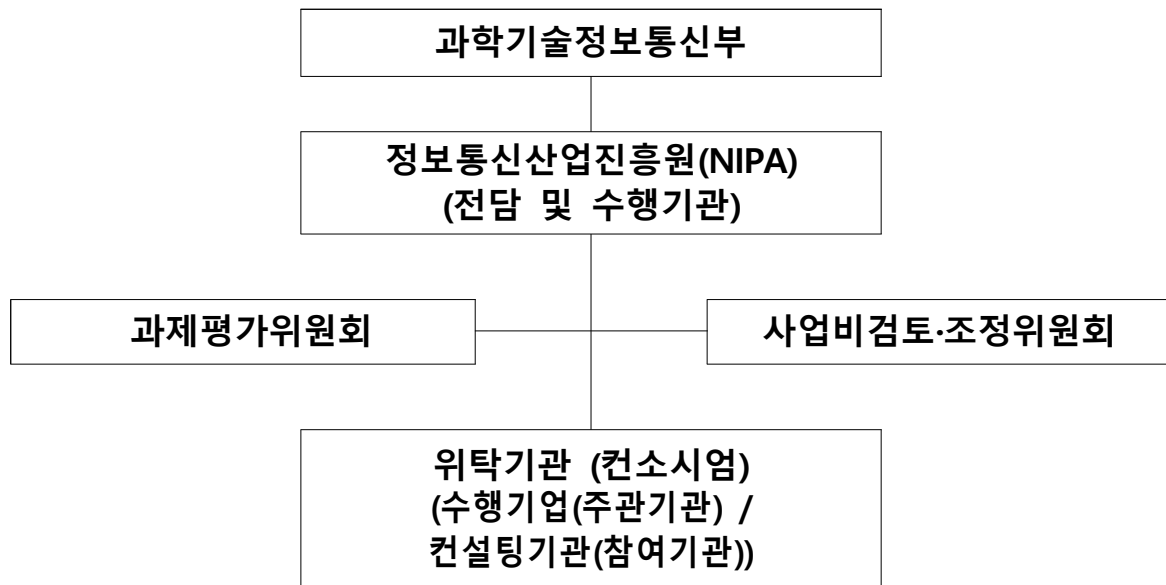 과학기술정보통신부
정보통신산업진흥원(NIPA)
(전담 및 수행기관)
과제평가위원회
사업비검토·조정위원회
위탁기관 (컨소시엄)
(수행기업(주관기관) /
컨설팅기관(참여기관))